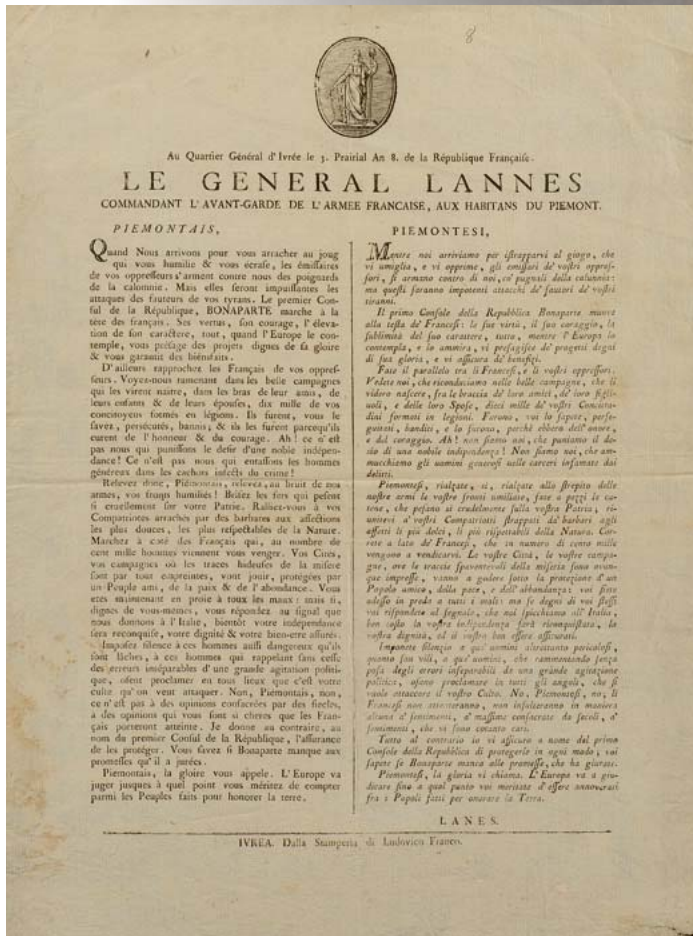 8
Au Quartier Général d'Ivrée le 3. Prairial An 8. de la République Françaiſe.
LE GENERAL LANNES
COMMANDANT L'AVANT-GARDE DE L'ARMEE FRANCAISE, AUX HABITANS DU PIEMONT.
PIEMONTAIS,
Quand Nous arrivons pour vous arracher au joug
qui vous humilie & vous écraſe, les émiſſaires
de vos oppreſſeurs s'arment contre nous des poignards
de la calomnie. Mais elles ſeront impuiſſantes les
attaques des fauteurs de vos tyrans. Le premier Con-
ſul de la République, BONAPARTE marche à la
tête des français. Ses vertus, ſon courage, l'éleva-
tion de ſon caractère, tout, quand l'Europe le con-
temple, vous préſage des projets dignes de ſa gloire
& vous garantit des bienfaits.
D'ailleurs rapprochez les Français de vos oppreſ-
ſeurs. Voyez-nous ramenant dans les belle campagnes
qui les virent naitre, dans les bras de leur amis, de
leurs enfants & de leurs épouſes, dix mille de vos
concitoyens formés en légions. Ils furent, vous le
ſavez, perſécutés, bannis, & ils les furent parcequ'ils
eurent de l'honneur & du courage. Ah! ce n'eſt
pas nous qui puniſſons le deſir d'une noble indépen-
dance! Ce n'eſt pas nous qui entaſſons les hommes
généreux dans les cachots infects du crime!
Relevez donc, Piémontais, relevez, au bruit de nos
armes, vos fronts humiliés! Briſez les fers qui peſent
ſi cruellement ſur votre Patrie. Raliez-vous à vos
Compatriotes arrachés par des barbares aux affections
les plus douces, les plus reſpectables de la Nature.
Marchez à coté des Français qui, au nombre de
cent mille hommes viennent vous venger. Vos Cités,
vos campagnes où les traces hideuſes de la miſère
ſont par tout empreintes, vont jouir, protégées par
un Peuple ami, de la paix & de l'abondance. Vous
etes maintenant en proie à tous les maux: mais ſi,
dignes de vous-mèmes, vous répondez au ſignal que
nous donnons à l'Italie, bientôt votre indépendance
ſera reconquiſe, votre dignité & votre bien-etre aſſurés.
Impoſez ſilence à ces hommes auſſi dangereux qu'ils
ſont lâches, à ces hommes qui rappelant ſans ceſſe
des erreurs inſéparables d'une grande agitation politi-
que, oſent proclamer en tous lieux que c'eſt votre
culte qu'on veut attaquer. Non, Piemontais, non,
ce n'eſt pas à des opinions conſacrées par des ſiecles,
à des opinions qui vous ſont ſi cheres que les Fran-
çais porteront atteinte. Je donne au contraire, au
nom du premier Conſul de la République, l'aſſurance
de les protéger. Vous ſavez ſi Bonaparte manque aux
promeſſes qu'il a jurées.
Piemontais, la gloire vous appele. L'Europe va
juger jusques à quel point vous méritez de compter
parmi les Peuples faits pour honorer la terre.
PIEMONTESI,
Mentre noi arriviamo per iſtrapparvi al giogo, che
vi umiglia, e vi opprime, gli emiſſarj de' voſtri oppreſ-
ſori, ſi armano contro di noi, co' pugnali della calunnia:
ma queſti ſaranno impotenti attacchi de' fautori de' voſtri
tiranni.
Il primo Conſole della Repubblica Bonaparte muove
alla teſta de' Franceſi: le ſue virtù, il ſuo coraggio, la
ſublimità del ſuo carattere, tutto, mentre l'Europa lo
contempla, e lo ammira, vi preſagiſce de' progetti degni
di ſua gloria, e vi aſſicura de' benefizj.
Fate il paralello tra li Franceſi, e li voſtri oppreſſori.
Vedete noi, che riconduciamo nelle belle campagne, che li
videro naſcere, fra le braccia de' loro amici, de' loro figli-
uoli, e delle loro Spoſe, dieci mille de' voſtri Concitta-
dini formati in legioni. Furono, voi lo ſapete, perſe-
guitati, banditi, e lo furono, perchè ebbero dell'onore,
e del coraggio. Ah! non ſiamo noi, che puniamo il de-
ſio di una nobile indipendenza! Non ſiamo noi, che am-
mucchiamo gli uomini generoſi nelle carceri infamate dai
delitti.
Piemonteſi, rialzate, sì, rialzate allo ſtrepito delle
noſtre armi le voſtre fronti umiliate, fate a pezzi le ca-
tene, che peſano sì crudelmente ſulla voſtra Patria, ri-
unitevi a' voſtri Compatriotti ſtrappati da' barbari agli
affetti li più dolci, li più riſpettabili della Natura. Cor-
rete a lato de' Franceſi, che in numero di cento mille
vengono a vendicarvi. Le voſtre Città, le voſtre campa-
gne, ove le traccie ſpaventevoli della miſeria ſono ovun-
que impreſſe, vanno a godere ſotto la protezione d'un
Popolo amico, della pace, e dell'abbondanza: voi ſiete
adeſſo in preda a tutti i mali: ma ſe degni di voi ſteſſi
voi riſpondete al ſegnale, che noi ſpicchiamo all'Italia,
ben toſto la voſtra indipendenza ſarà riconquiſtata, la
voſtra dignità, ed il voſtro ben eſſere aſſicurati.
Imponete ſilenzio a que' uomini altrettanto pericoloſi,
quanto ſon vili, a que' uomini, che rammentando ſenza
poſa degli errori inſeparabili da una grande agitazione
politica, oſano proclamare in tutti gli angoli, che ſi
vuole attaccare il voſtro Culto. No, Piemonteſi, no, li
Franceſi non attenteranno, non inſulteranno in maniera
alcuna a' ſentimenti, a' maſſime conſacrate da ſecoli, a'
ſentimenti, che vi ſono cotanto cari.
Tutto al contrario io vi aſſicuro a nome del primo
Conſole della Repubblica di proteggerle in ogni modo; voi
ſapete ſe Bonaparte manca alle promeſſe, che ha giurate.
Piemonteſi, la gloria vi chiama. L'Europa va a giu-
dicare fino a qual punto voi meritate d'eſſere annoverati
fra i Popoli fatti per onorare la Terra.
LANES.
IVREA. Dalla Stamperia di Ludovico Franco.